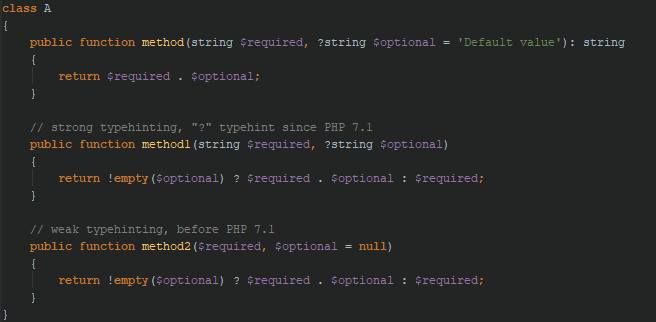 class A
{
    public function method(string $required, ?string $optional = 'Default value'): string
    {
        return $required . $optional;
    }

    // strong typehinting, "?" typehint since PHP 7.1
    public function method1(string $required, ?string $optional)
    {
        return !empty($optional) ? $required . $optional : $required;
    }

    // weak typehinting, before PHP 7.1
    public function method2($required, $optional = null)
    {
        return !empty($optional) ? $required . $optional : $required;
    }
}